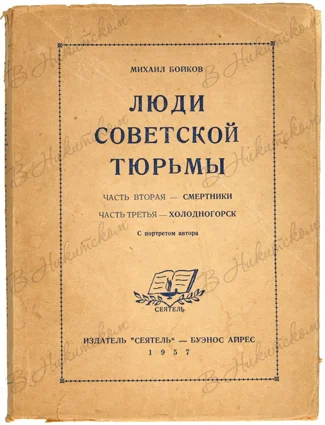 МИХАИЛ БОЙКОВ
ЛЮДИ
СОВЕТСКОЙ
ТЮРЬМЫ
ЧАСТЬ ВТОРАЯ — СМЕРТНИКИ
ЧАСТЬ ТРЕТЬЯ — ХОЛОДНОГОРСК
С портретом автора
СЕЯТЕЛЬ
ИЗДАТЕЛЬ "СЕЯТЕЛЬ" — БУЭНОС АЙРЕС
1957
В Никитском